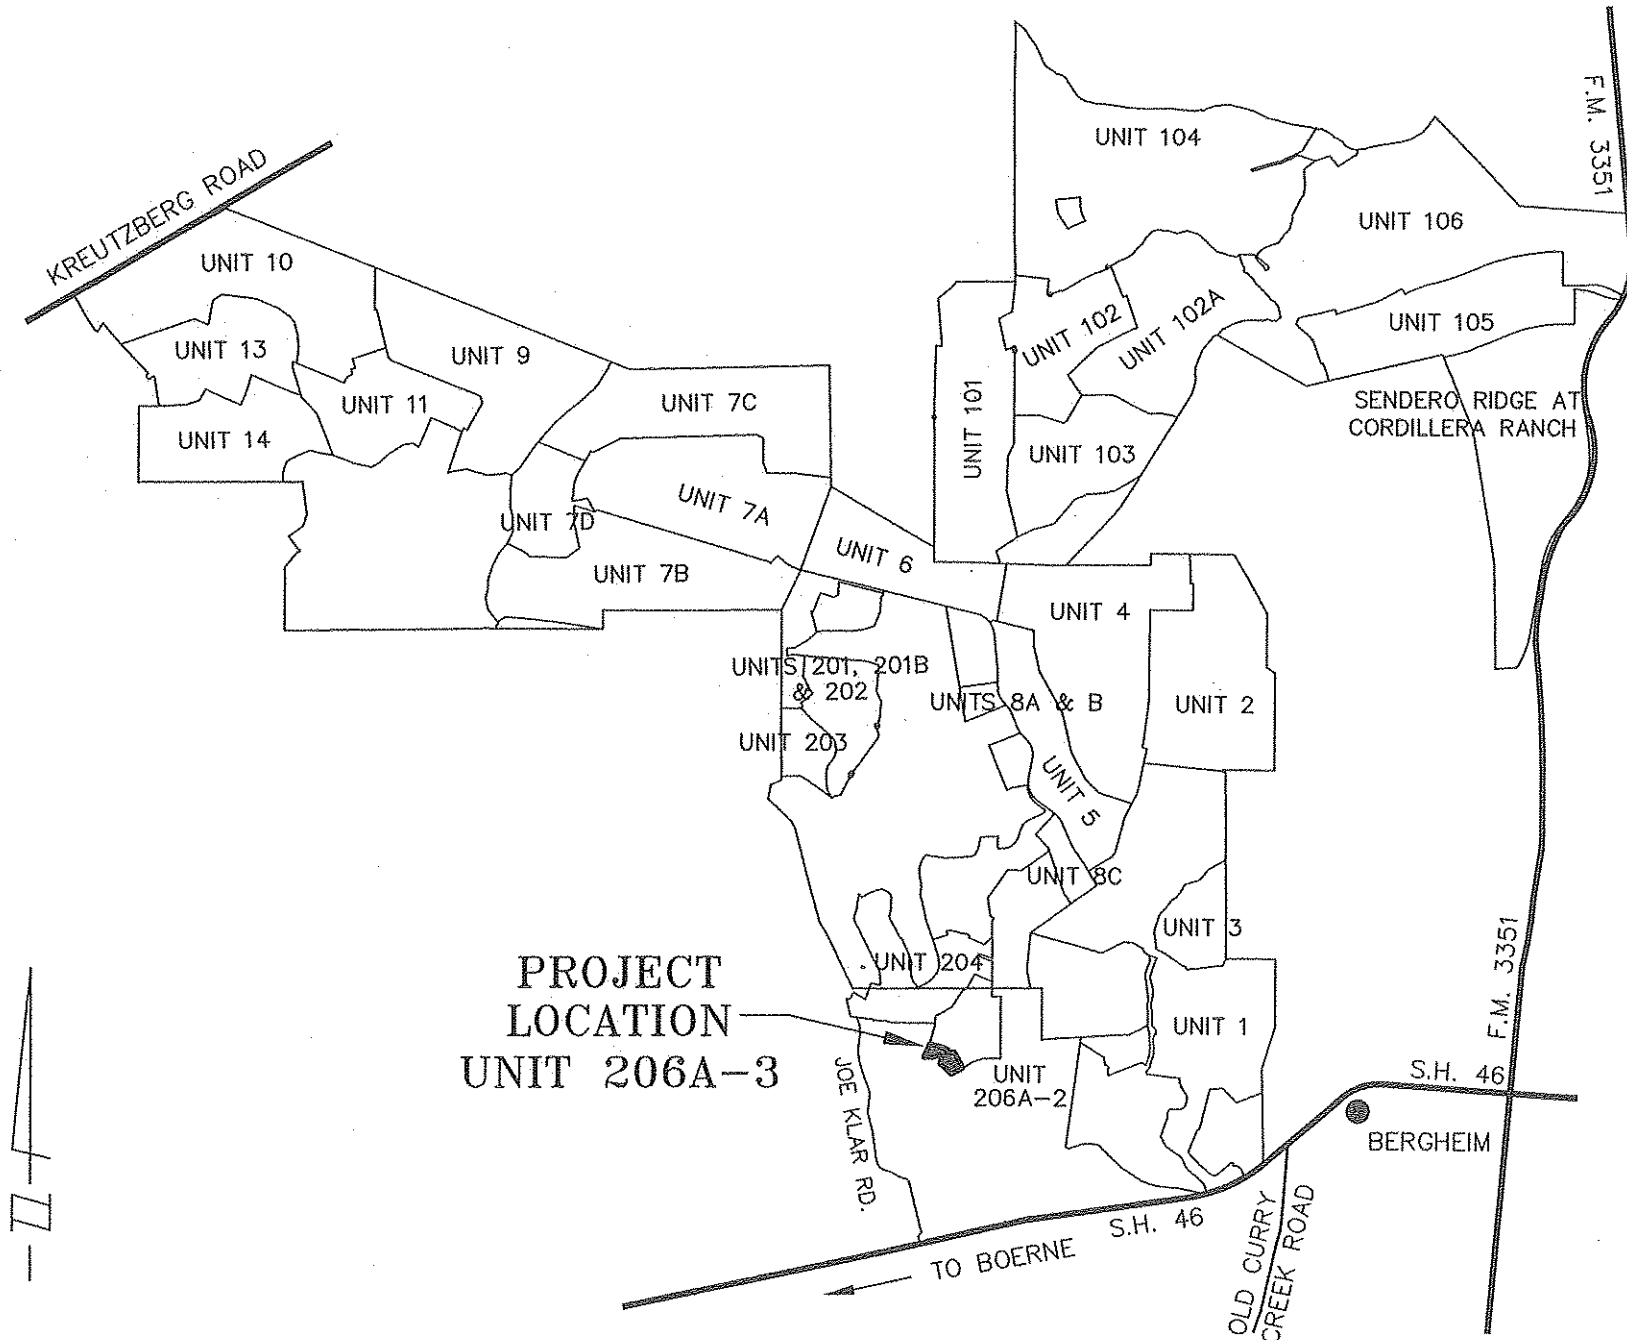 F.M. 3351
UNIT 104
KREUTZBERG ROAD
UNIT 106
UNIT 10
UNIT 102
UNIT 102A
UNIT 105
UNIT 13
UNIT 9
SENDERO RIDGE AT
CORDILLERA RANCH
UNIT 11
UNIT 7C
UNIT 101
UNIT 14
UNIT 103
UNIT 7A
UNIT 7D
UNIT 6
UNIT 7B
UNIT 4
UNITS 201, 201B
& 202
UNITS 8A & B
UNIT 2
UNIT 203
UNIT 5
UNIT 8C
UNIT 3
UNIT 204
PROJECT
LOCATION
UNIT 206A-3
F.M. 3351
UNIT 1
UNIT
206A-2
S.H. 46
JOE KLAR RD.
BERGHEIM
S.H. 46
TO BOERNE
OLD CURRY
CREEK ROAD
N